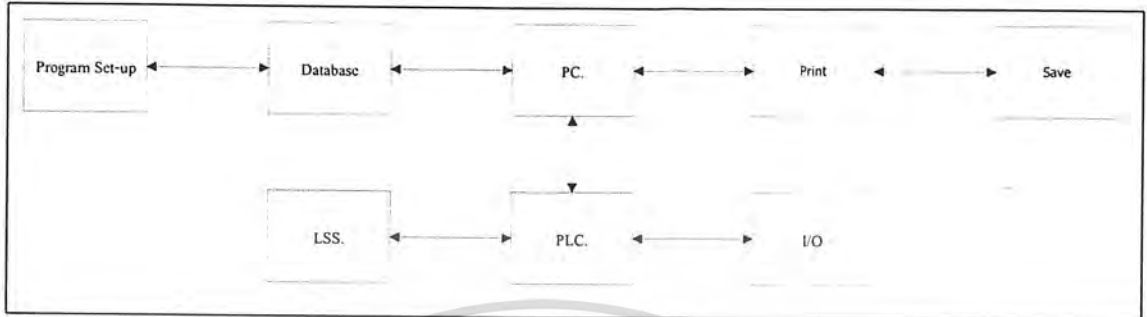 Program Set-up
Database
PC.
Print
Save
LSS.
PLC.
I/O